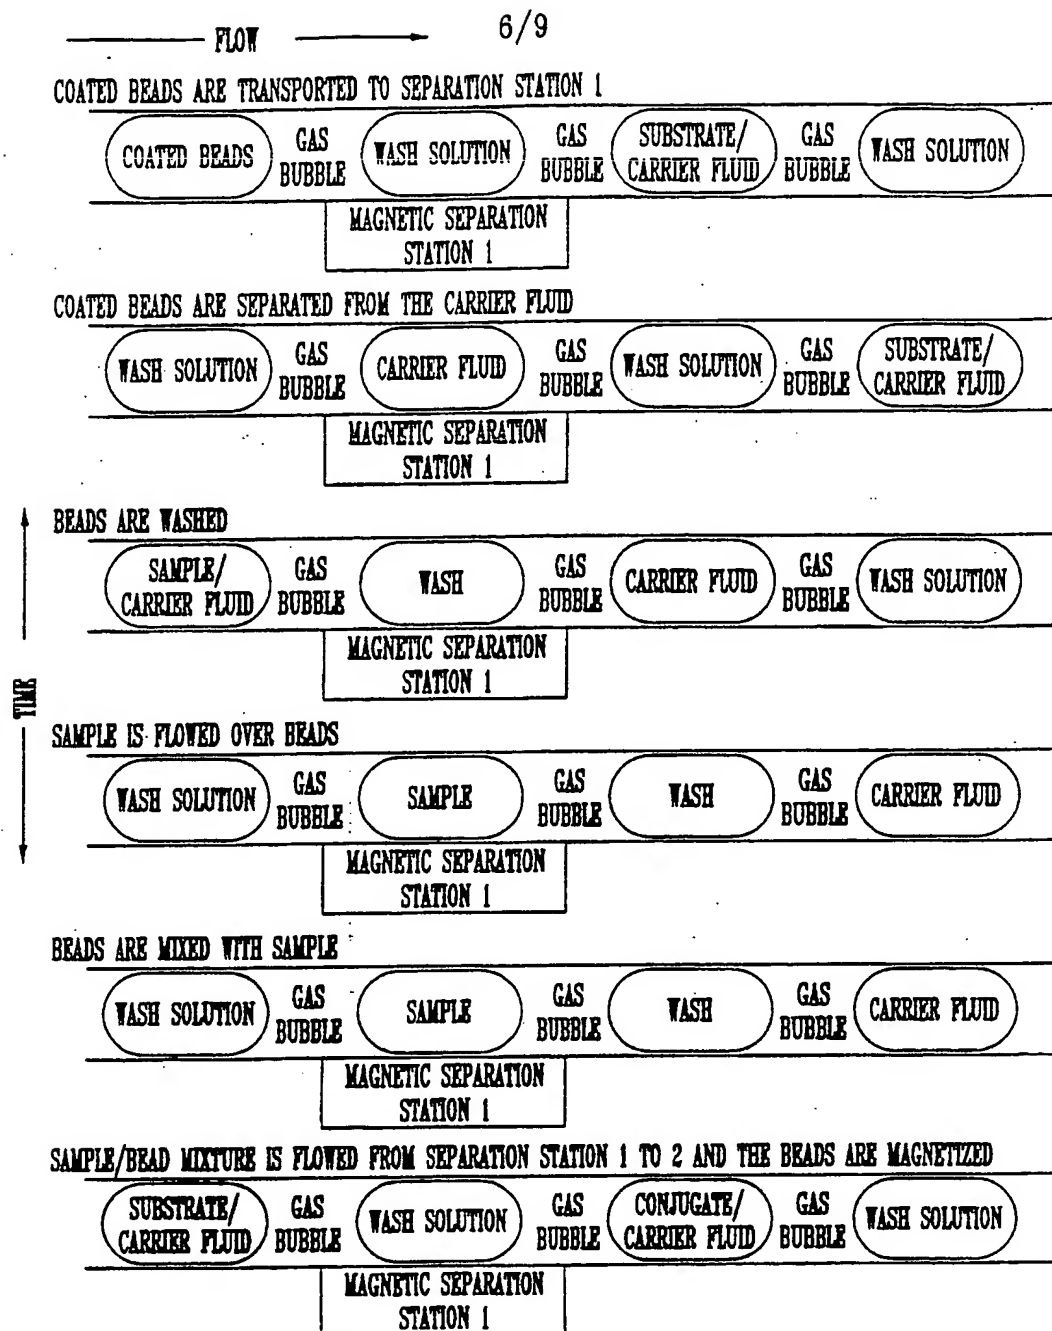 FLOW 6/9
COATED BEADS ARE TRANSPORTED TO SEPARATION STATION 1
COATED BEADS
GAS
BUBBLE
WASH SOLUTION
GAS
BUBBLE
SUBSTRATE/
CARRIER FLUID
GAS
BUBBLE
WASH SOLUTION
MAGNETIC SEPARATION
STATION 1
COATED BEADS ARE SEPARATED FROM THE CARRIER FLUID
WASH SOLUTION
GAS
BUBBLE
CARRIER FLUID
GAS
BUBBLE
WASH SOLUTION
GAS
BUBBLE
SUBSTRATE/
CARRIER FLUID
MAGNETIC SEPARATION
STATION 1
TIME
BEADS ARE WASHED
SAMPLE/
CARRIER FLUID
GAS
BUBBLE
WASH
GAS
BUBBLE
CARRIER FLUID
GAS
BUBBLE
WASH SOLUTION
MAGNETIC SEPARATION
STATION 1
SAMPLE IS FLOWED OVER BEADS
WASH SOLUTION
GAS
BUBBLE
SAMPLE
GAS
BUBBLE
WASH
GAS
BUBBLE
CARRIER FLUID
MAGNETIC SEPARATION
STATION 1
BEADS ARE MIXED WITH SAMPLE
WASH SOLUTION
GAS
BUBBLE
SAMPLE
GAS
BUBBLE
WASH
GAS
BUBBLE
CARRIER FLUID
MAGNETIC SEPARATION
STATION 1
SAMPLE/BEAD MIXTURE IS FLOWED FROM SEPARATION STATION 1 TO 2 AND THE BEADS ARE MAGNETIZED
SUBSTRATE/
CARRIER FLUID
GAS
BUBBLE
WASH SOLUTION
GAS
BUBBLE
CONJUGATE/
CARRIER FLUID
GAS
BUBBLE
WASH SOLUTION
MAGNETIC SEPARATION
STATION 1